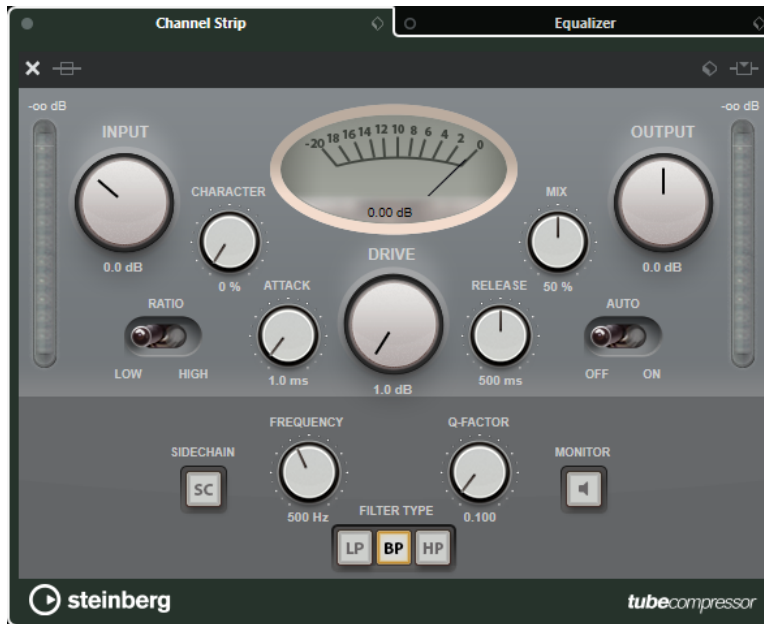 Channel Strip
Equalizer
-oo dB
-oo dB
INPUT
OUTPUT
-20 18 16 14 12 10 8 6 4 2 0
0.00 dB
CHARACTER
MIX
0.0 dB
0.0 dB
0 %
50 %
DRIVE
ATTACK
RELEASE
RATIO
AUTO
LOW HIGH
OFF ON
1.0 ms
1.0 dB
500 ms
FREQUENCY
Q-FACTOR
SIDECHAIN
MONITOR
SC
500 Hz
0.100
FILTER TYPE
LP BP HP
steinberg
tubecompressor